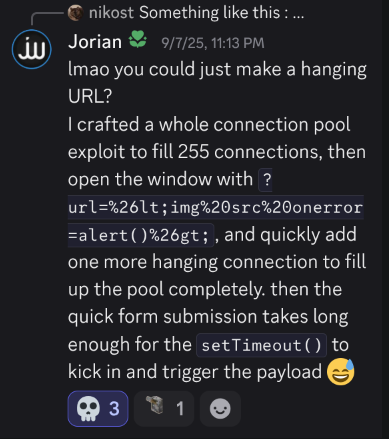 nikost Something like this : ...
Jorian 9/7/25, 11:13 PM
lmao you could just make a hanging
URL?
I crafted a whole connection pool
exploit to fill 255 connections, then
open the window with ?
url=%26lt;img%20src%20onerror
=alert()%26gt;, and quickly add
one more hanging connection to fill
up the pool completely. then the
quick form submission takes long
enough for the setTimeout() to
kick in and trigger the payload
3 1